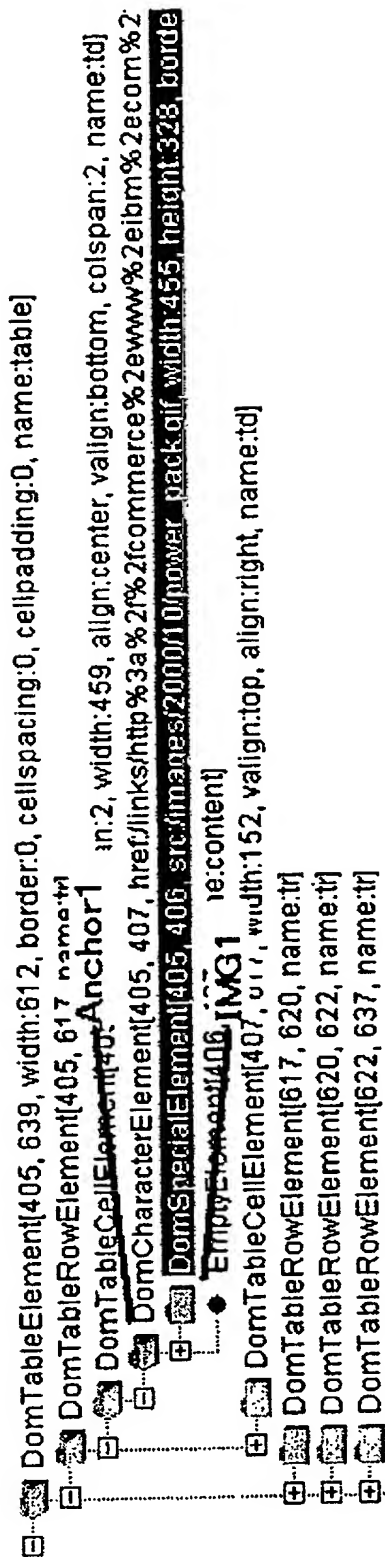 DomTableElement[405, 639, width:612, border:0, cellspacing:0, cellpadding:0, name:table]
DomTableRowElement[405, 617, name:tr]
Anchor1
DomTableCellElement[40 an:2, width:459, align:center, valign:bottom, colspan:2, name:td]
DomCharacterElement[405, 407, href:/links/http%3a%2f%2fcommerce%2ewww%2eibm%2ecom%2
DomSpecialElement[405, 406, src:/images/2000/10/power_pack.gif, width:455, height:328, borde
EmptyElement[406, ne:content]
IMG1
DomTableCellElement[407, 617, width:152, valign:top, align:right, name:td]
DomTableRowElement[617, 620, name:tr]
DomTableRowElement[620, 622, name:tr]
DomTableRowElement[622, 637, name:tr]